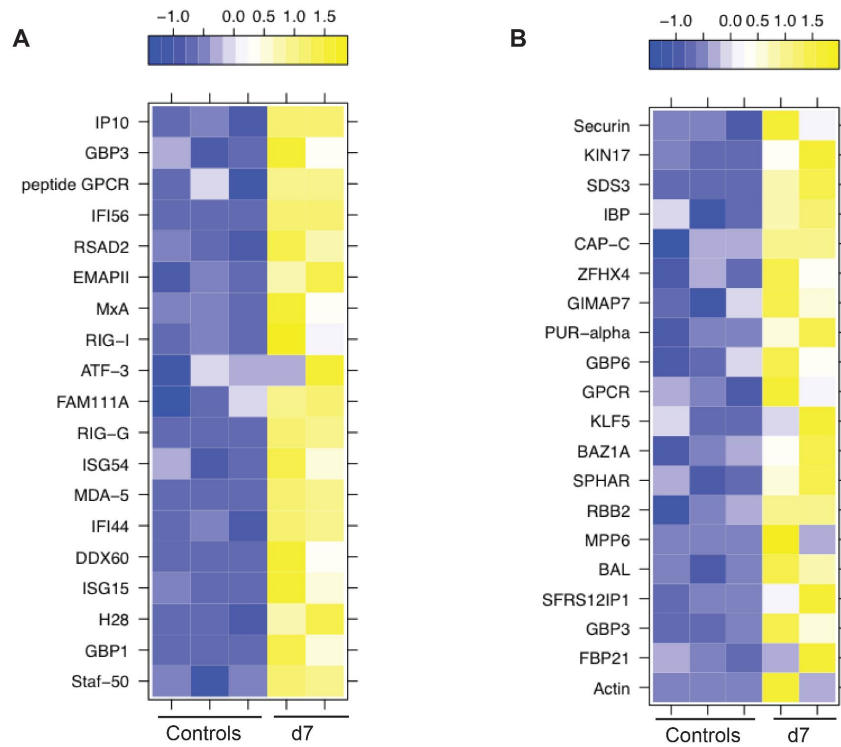 A
−1.0 0.0 0.5 1.0 1.5
IP10
GBP3
peptide GPCR
IFI56
RSAD2
EMAPII
MxA
RIG−I
ATF−3
FAM111A
RIG−G
ISG54
MDA−5
IFI44
DDX60
ISG15
H28
GBP1
Staf−50
Controls d7
B
−1.0 0.0 0.5 1.0 1.5
Securin
KIN17
SDS3
IBP
CAP−C
ZFHX4
GIMAP7
PUR−alpha
GBP6
GPCR
KLF5
BAZ1A
SPHAR
RBB2
MPP6
BAL
SFRS12IP1
GBP3
FBP21
Actin
Controls d7